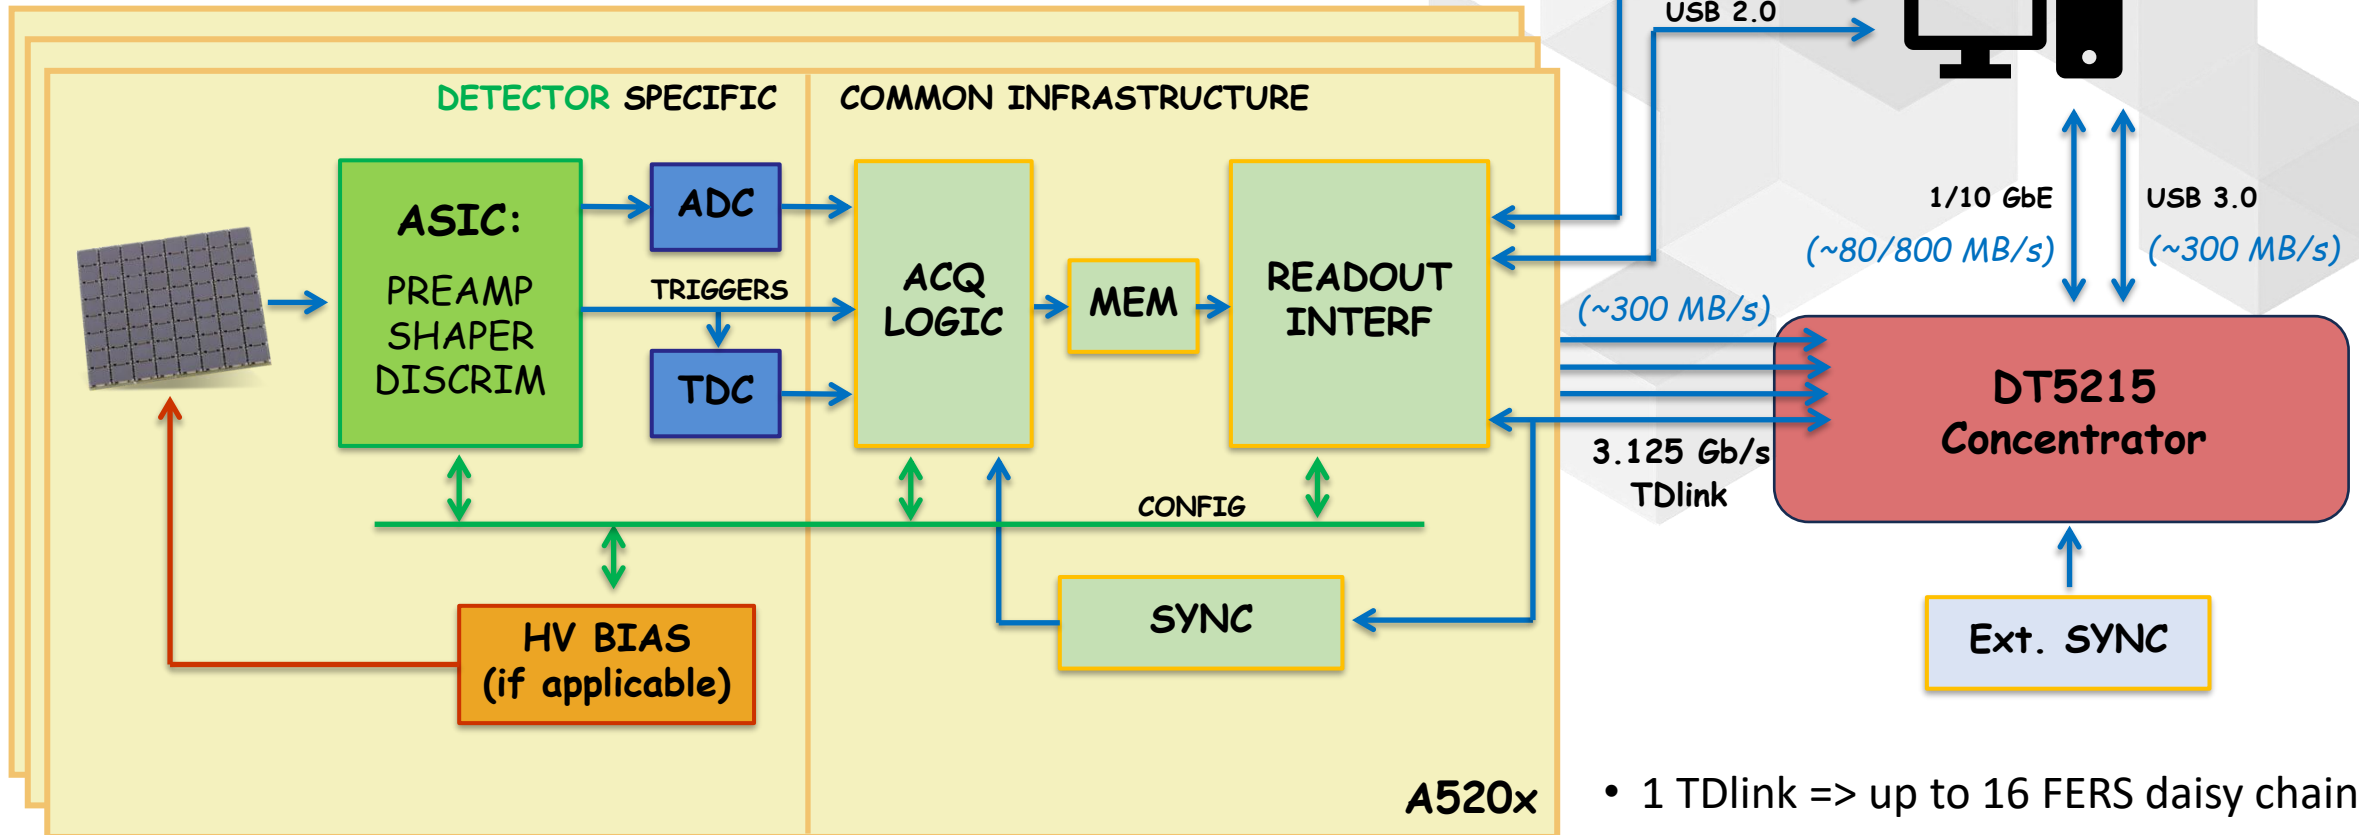 USB 2.0
DETECTOR SPECIFIC
COMMON INFRASTRUCTURE
ASIC:
PREAMP
SHAPER
DISCRIM
ADC
TRIGGERS
TDC
ACQ
LOGIC
MEM
READOUT
INTERF
CONFIG
HV BIAS
(if applicable)
SYNC
A520x
1/10 GbE
(~80/800 MB/s)
USB 3.0
(~300 MB/s)
(~300 MB/s)
3.125 Gb/s
TDlink
DT5215
Concentrator
Ext. SYNC
• 1 TDlink => up to 16 FERS daisy chain